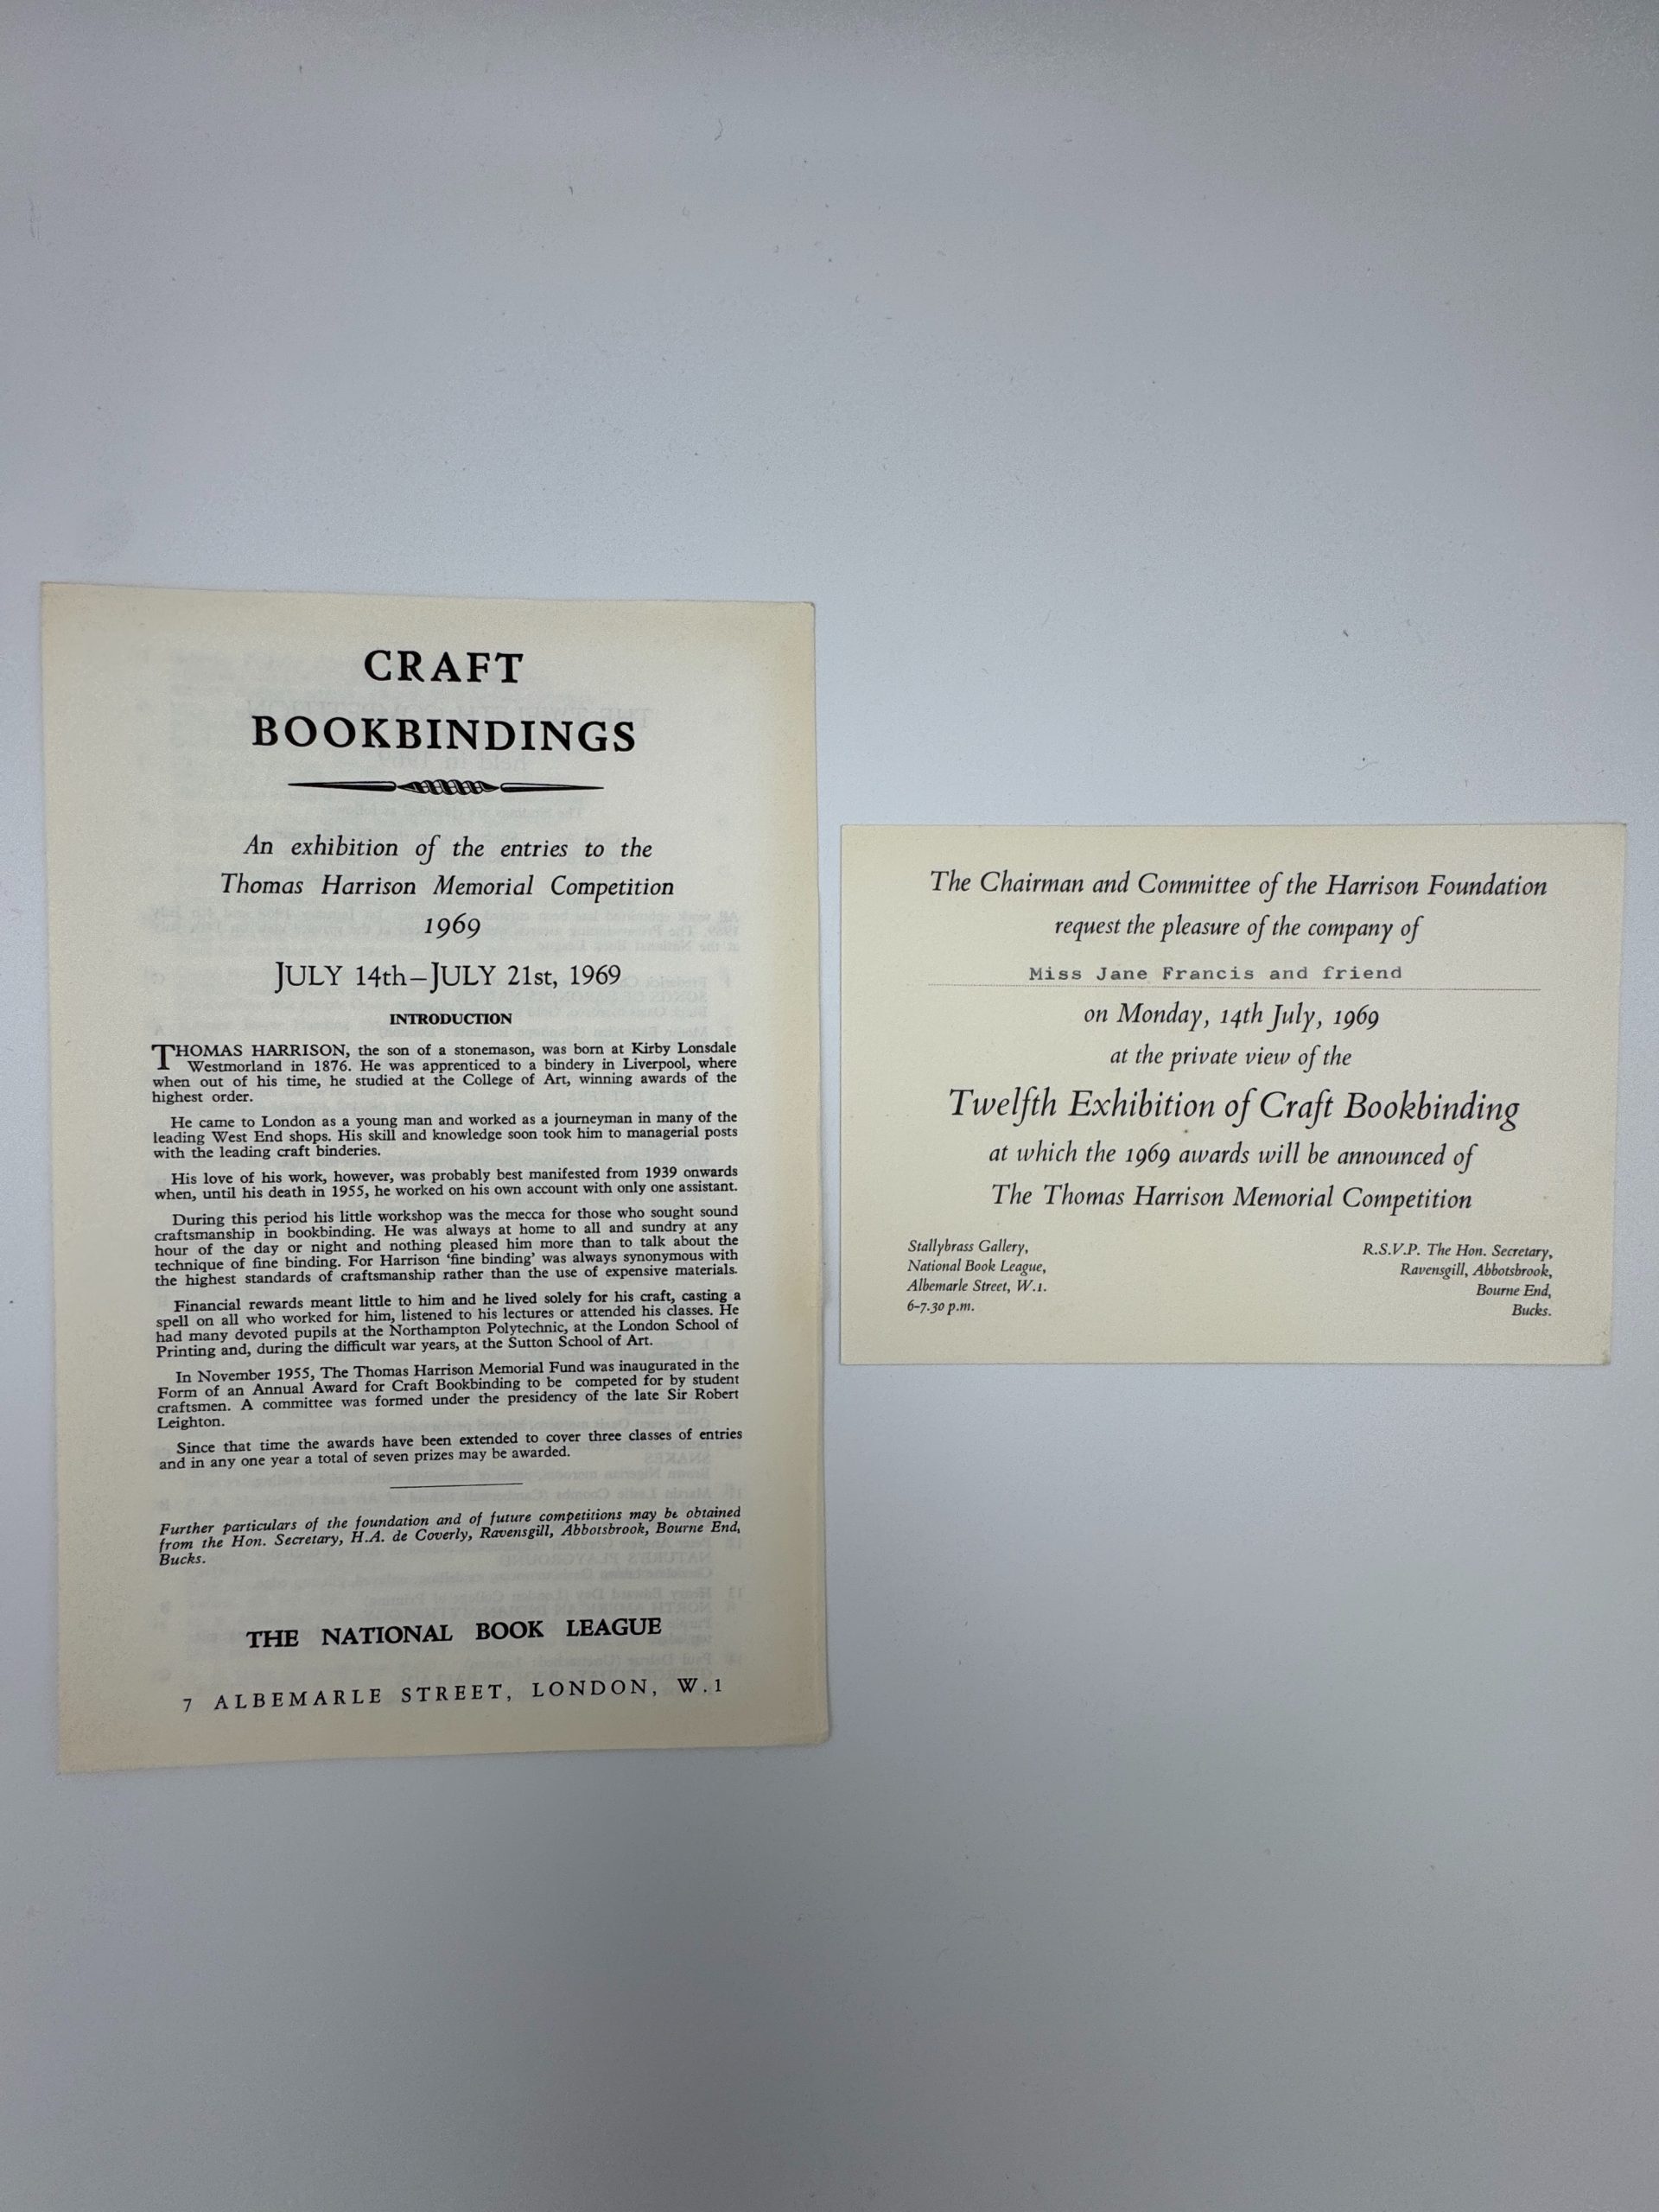 CRAFT
BOOKBINDINGS
An exhibition of the entries to the
Thomas Harrison Memorial Competition
1969
JULY 14th–JULY 21st, 1969
INTRODUCTION
THOMAS HARRISON, the son of a stonemason, was born at Kirby Lonsdale
Westmorland in 1876. He was apprenticed to a bindery in Liverpool, where
when out of his time, he studied at the College of Art, winning awards of the
highest order.
He came to London as a young man and worked as a journeyman in many of the
leading West End shops. His skill and knowledge soon took him to managerial posts
with the leading craft binderies.
His love of his work, however, was probably best manifested from 1939 onwards
when, until his death in 1955, he worked on his own account with only one assistant.
During this period his little workshop was the mecca for those who sought sound
craftsmanship in bookbinding. He was always at home to all and sundry at any
hour of the day or night and nothing pleased him more than to talk about the
technique of fine binding. For Harrison 'fine binding' was always synonymous with
the highest standards of craftsmanship rather than the use of expensive materials.
Financial rewards meant little to him and he lived solely for his craft, casting a
spell on all who worked for him, listened to his lectures or attended his classes. He
had many devoted pupils at the Northampton Polytechnic, at the London School of
Printing and, during the difficult war years, at the Sutton School of Art.
In November 1955, The Thomas Harrison Memorial Fund was inaugurated in the
Form of an Annual Award for Craft Bookbinding to be competed for by student
craftsmen. A committee was formed under the presidency of the late Sir Robert
Leighton.
Since that time the awards have been extended to cover three classes of entries
and in any one year a total of seven prizes may be awarded.
Further particulars of the foundation and of future competitions may be obtained
from the Hon. Secretary, H.A. de Coverly, Ravensgill, Abbotsbrook, Bourne End,
Bucks.
THE NATIONAL BOOK LEAGUE
7 ALBEMARLE STREET, LONDON, W.1
The Chairman and Committee of the Harrison Foundation
request the pleasure of the company of
Miss Jane Francis and friend
on Monday, 14th July, 1969
at the private view of the
Twelfth Exhibition of Craft Bookbinding
at which the 1969 awards will be announced of
The Thomas Harrison Memorial Competition
Stallybrass Gallery,
National Book League,
Albemarle Street, W.1.
6-7.30 p.m.
R.S.V.P. The Hon. Secretary,
Ravensgill, Abbotsbrook,
Bourne End,
Bucks.